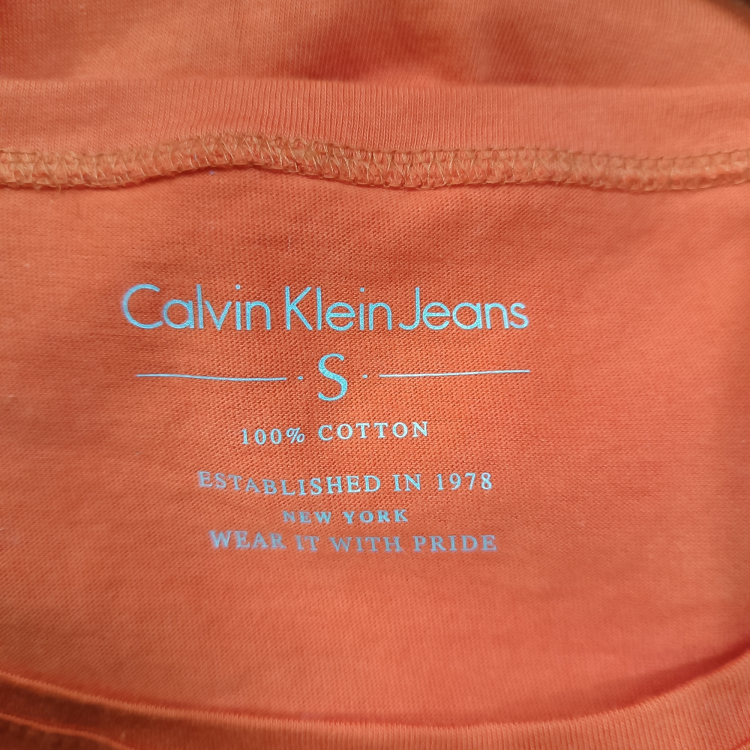 Calvin Klein Jeans
· S ·
100% COTTON
ESTABLISHED IN 1978
NEW YORK
WEAR IT WITH PRIDE